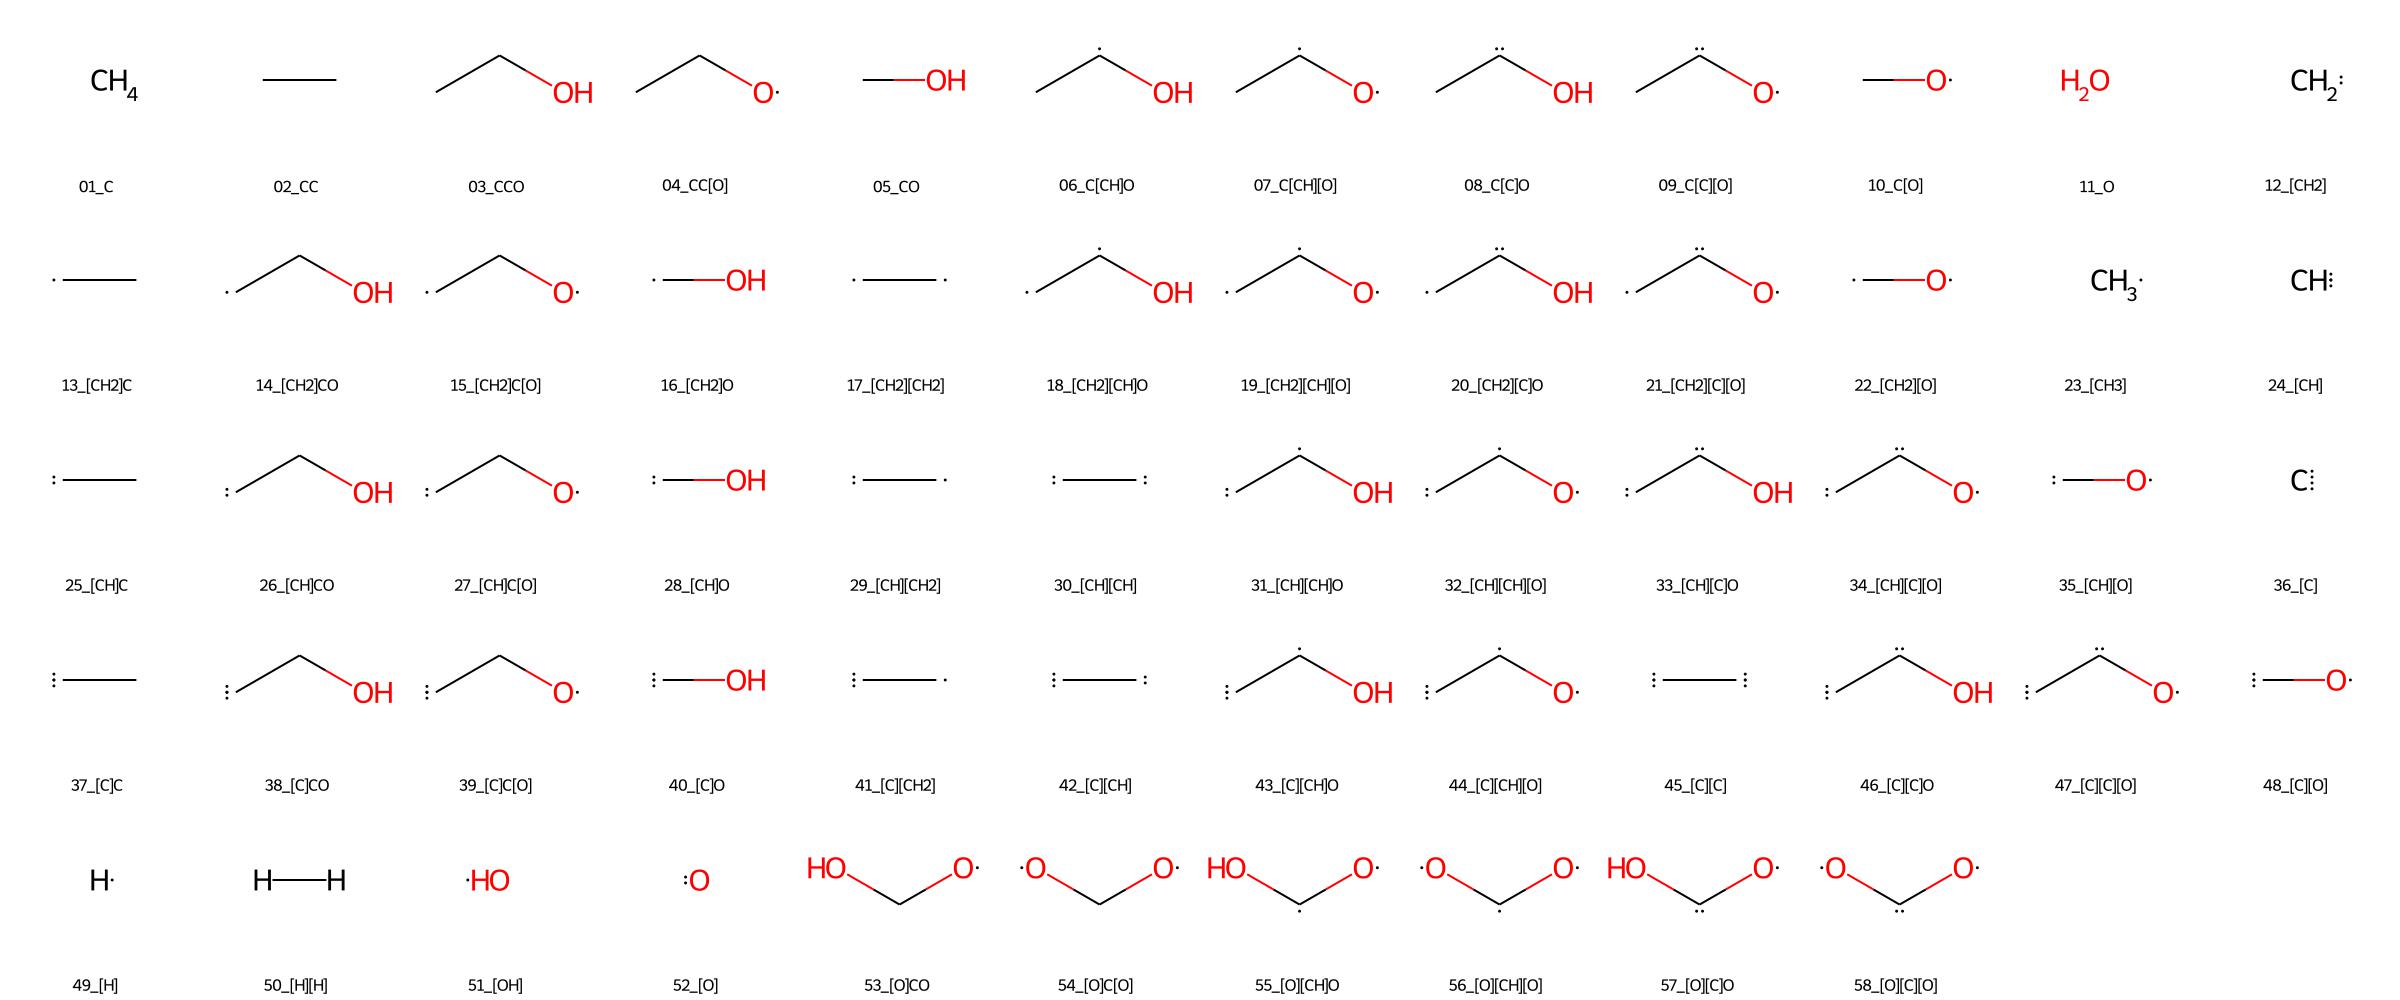 CH4 OH O· OH OH O· OH O· O· H2O CH2:
01_C 02_CC 03_CCO 04_CC[O] 05_CO 06_C[CH]O 07_C[CH][O] 08_C[C]O 09_C[C][O] 10_C[O] 11_O 12_[CH2]
OH O· OH OH O· OH O· O· CH3· CH⁝
13_[CH2]C 14_[CH2]CO 15_[CH2]C[O] 16_[CH2]O 17_[CH2][CH2] 18_[CH2][CH]O 19_[CH2][CH][O] 20_[CH2][C]O 21_[CH2][C][O] 22_[CH2][O] 23_[CH3] 24_[CH]
OH O· OH OH O· OH O· O· C⁞
25_[CH]C 26_[CH]CO 27_[CH]C[O] 28_[CH]O 29_[CH][CH2] 30_[CH][CH] 31_[CH][CH]O 32_[CH][CH][O] 33_[CH][C]O 34_[CH][C][O] 35_[CH][O] 36_[C]
OH O· OH OH O· OH O· O·
37_[C]C 38_[C]CO 39_[C]C[O] 40_[C]O 41_[C][CH2] 42_[C][CH] 43_[C][CH]O 44_[C][CH][O] 45_[C][C] 46_[C][C]O 47_[C][C][O] 48_[C][O]
H· H H ·HO :O HO O· ·O O· HO O· ·O O· HO O· ·O O·
49_[H] 50_[H][H] 51_[OH] 52_[O] 53_[O]CO 54_[O]C[O] 55_[O][CH]O 56_[O][CH][O] 57_[O][C]O 58_[O][C][O]